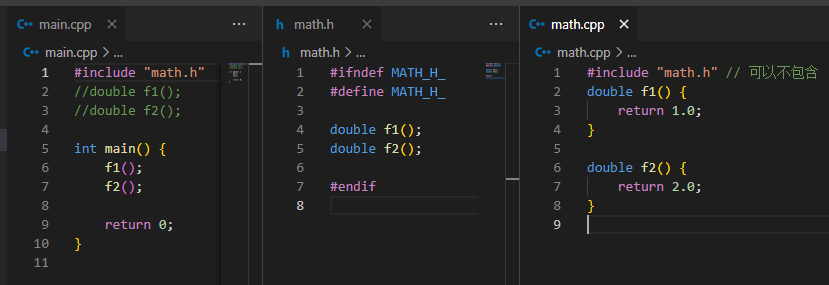 main.cpp
main.cpp > ...
1 #include "math.h"
2 //double f1();
3 //double f2();
4
5 int main() {
6 f1();
7 f2();
8
9 return 0;
10 }
11
math.h
math.h > ...
1 #ifndef MATH_H_
2 #define MATH_H_
3
4 double f1();
5 double f2();
6
7 #endif
8
math.cpp
math.cpp > ...
1 #include "math.h" // 可以不包含
2 double f1() {
3 return 1.0;
4 }
5
6 double f2() {
7 return 2.0;
8 }
9